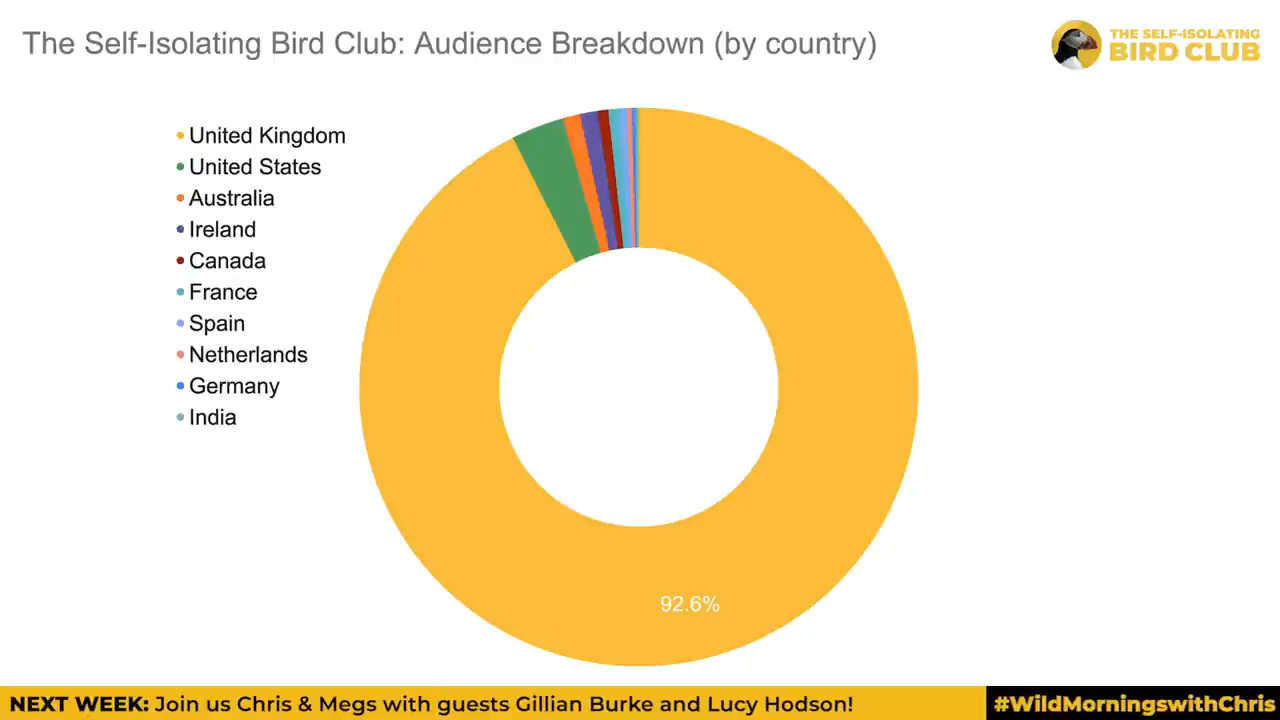 The Self-Isolating Bird Club: Audience Breakdown (by country)
THE SELF-ISOLATING
BIRD CLUB
United Kingdom
United States
Australia
Ireland
Canada
France
Spain
Netherlands
Germany
India
92.6%
NEXT WEEK: Join us Chris & Megs with guests Gillian Burke and Lucy Hodson!
#WildMorningswithChris